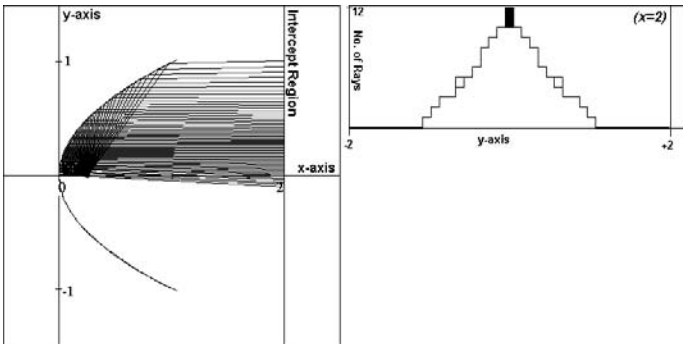 y-axis
1
Intercept Region
x-axis
0
2
-1
12
No. of Rays
(x=2)
-2
y-axis
+2